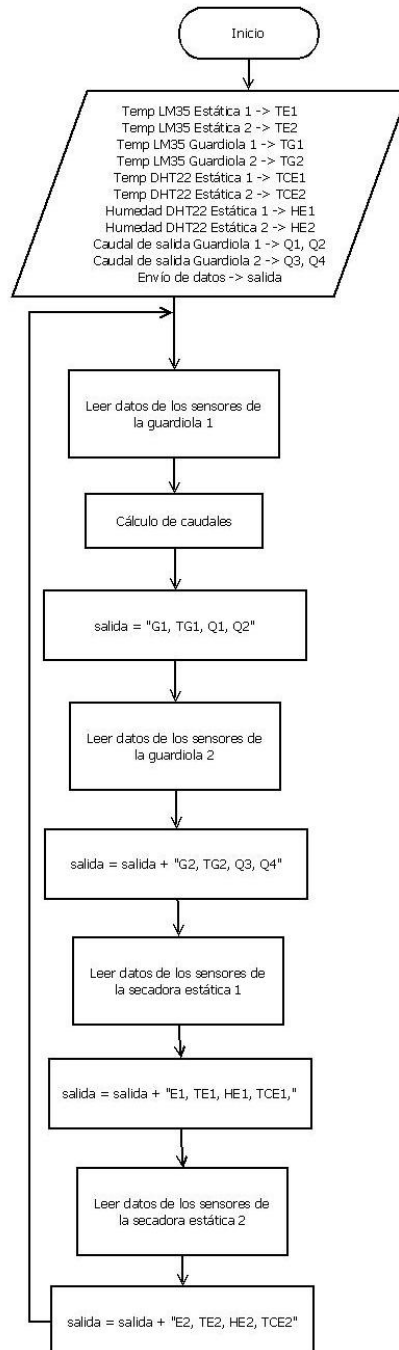 Inicio
Temp LM35 Estática 1 -> TE1
Temp LM35 Estática 2 -> TE2
Temp LM35 Guardiola 1 -> TG1
Temp LM35 Guardiola 2 -> TG2
Temp DHT22 Estática 1 -> TCE1
Temp DHT22 Estática 2 -> TCE2
Humedad DHT22 Estática 1 -> HE1
Humedad DHT22 Estática 2 -> HE2
Caudal de salida Guardiola 1 -> Q1, Q2
Caudal de salida Guardiola 2 -> Q3, Q4
Envío de datos -> salida
Leer datos de los sensores de
la guardiola 1
Cálculo de caudales
salida = "G1, TG1, Q1, Q2"
Leer datos de los sensores de
la guardiola 2
salida = salida + "G2, TG2, Q3, Q4"
Leer datos de los sensores de
la secadora estática 1
salida = salida + "E1, TE1, HE1, TCE1,"
Leer datos de los sensores de
la secadora estática 2
salida = salida + "E2, TE2, HE2, TCE2"